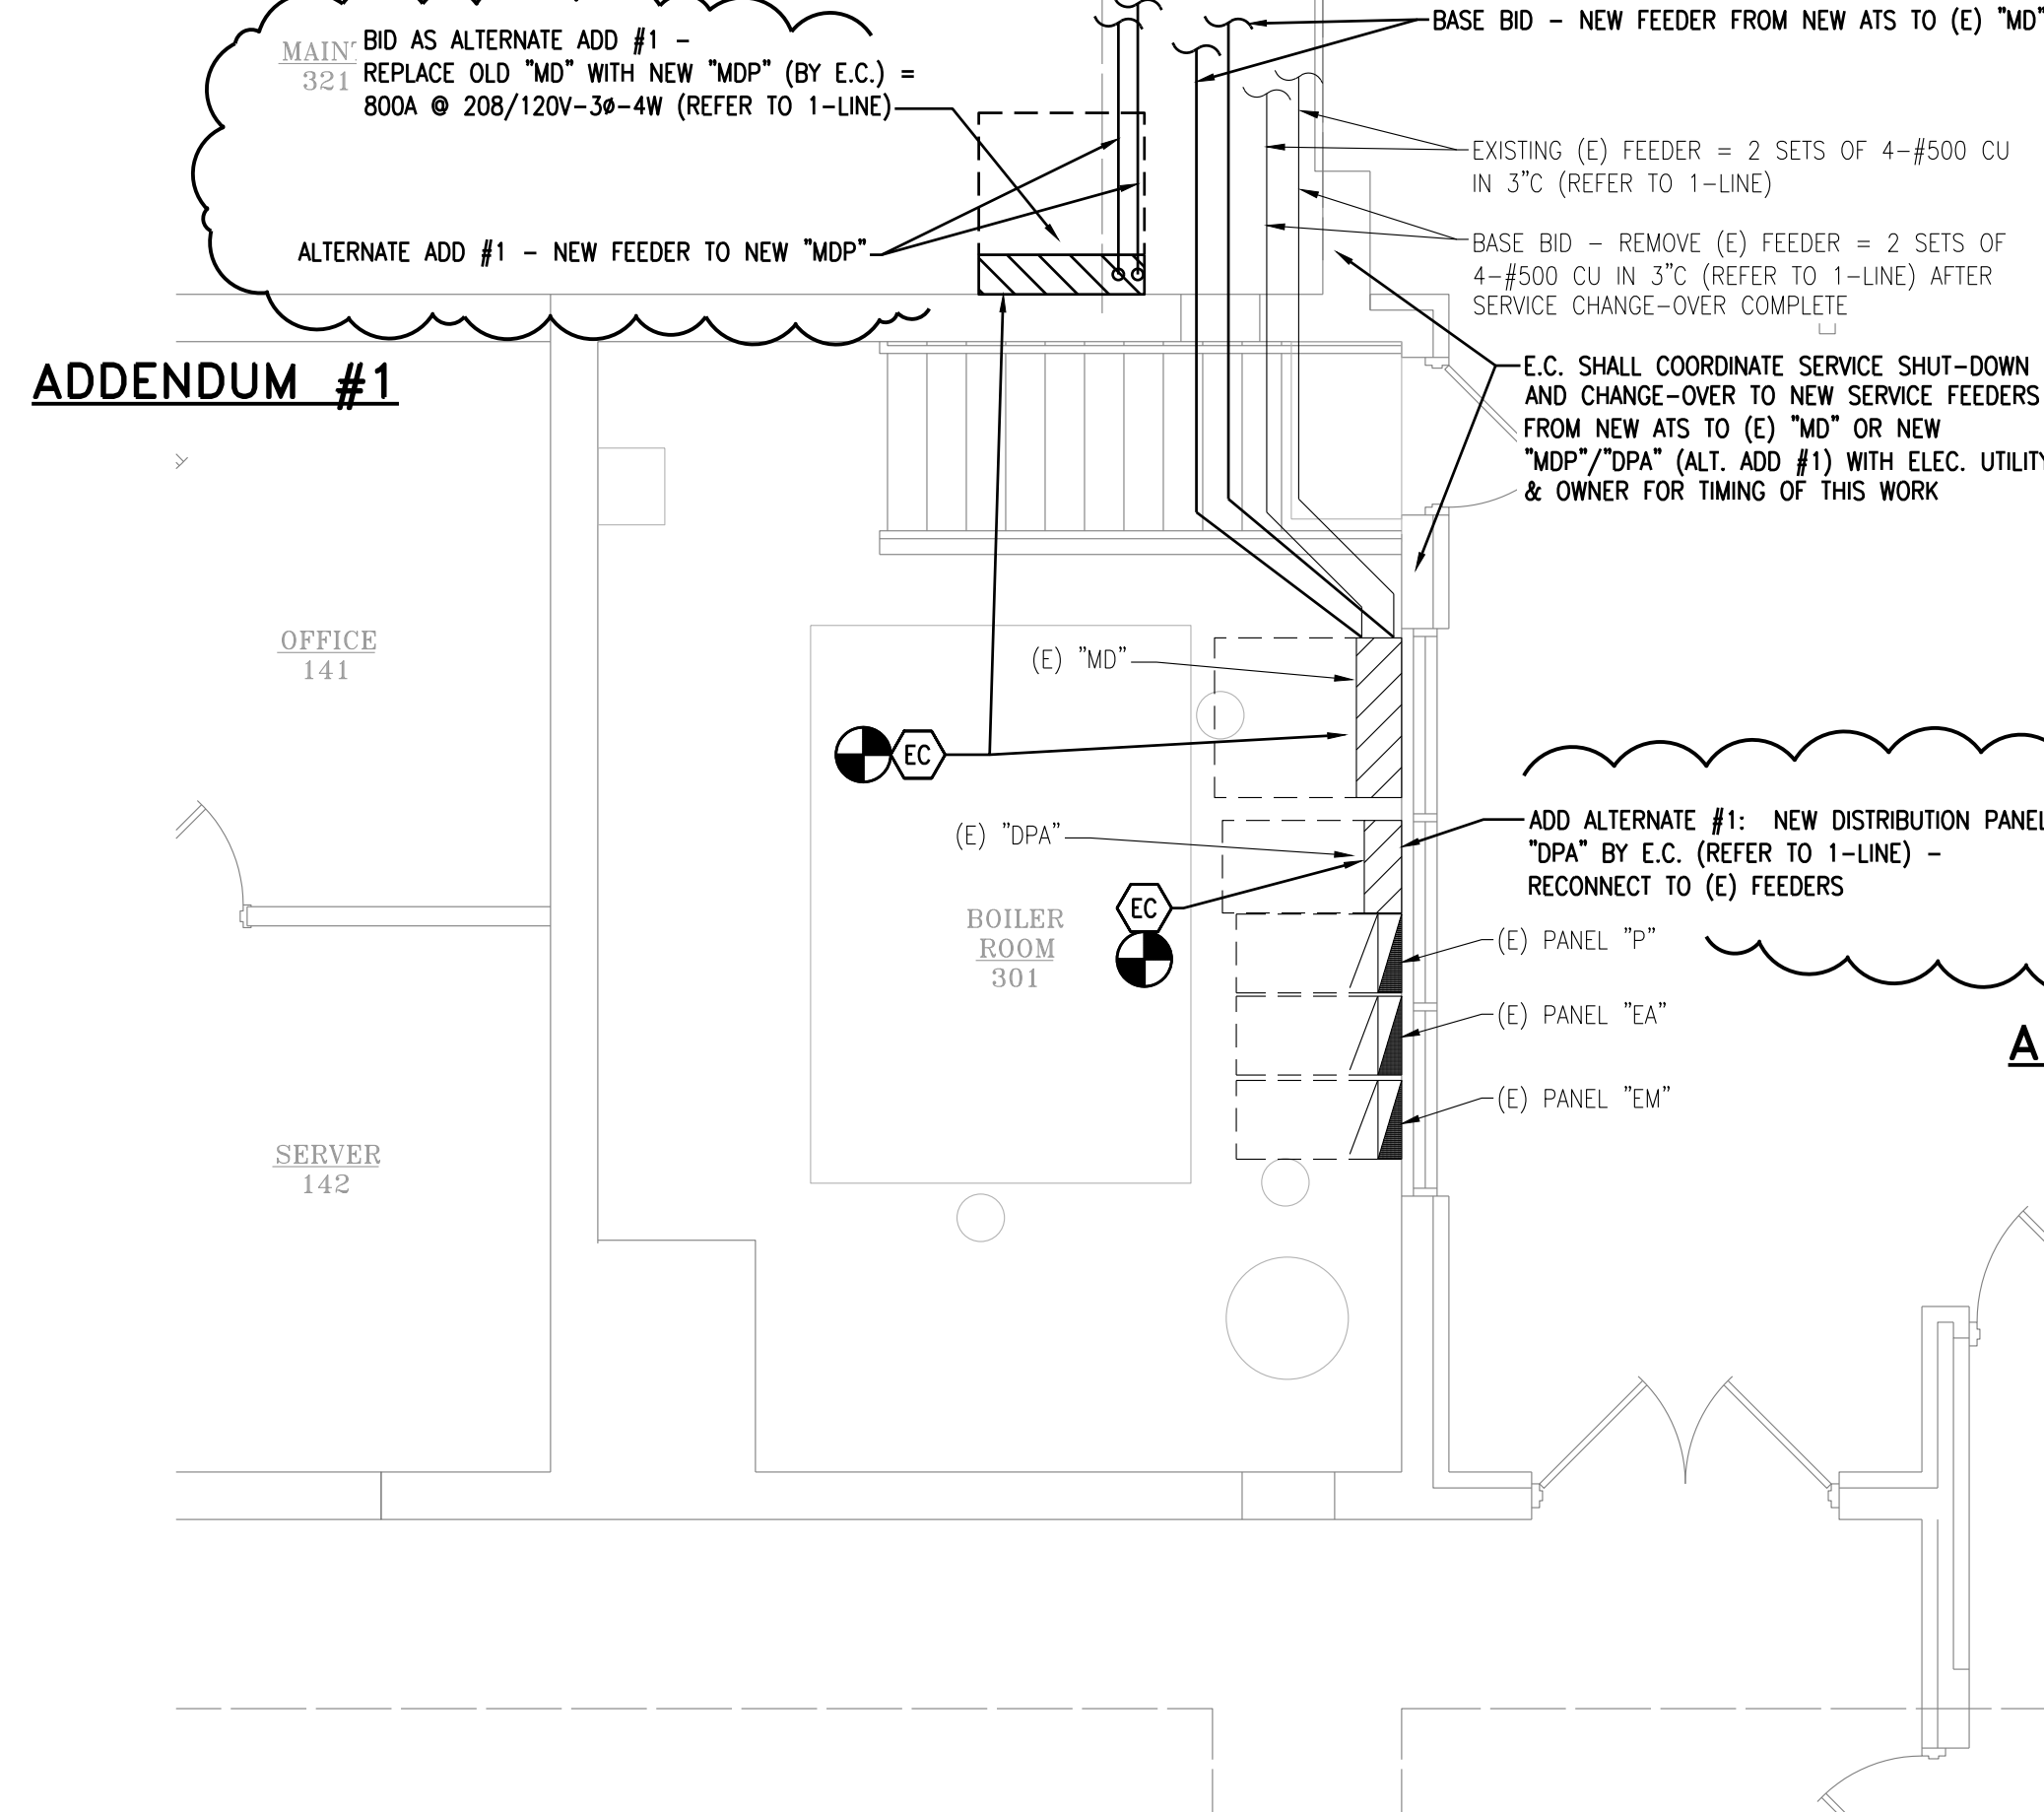 MAINT
321
BID AS ALTERNATE ADD #1 –
REPLACE OLD "MD" WITH NEW "MDP" (BY E.C.) =
800A @ 208/120V-3ø-4W (REFER TO 1-LINE)
ALTERNATE ADD #1 – NEW FEEDER TO NEW "MDP"
ADDENDUM #1
BASE BID – NEW FEEDER FROM NEW ATS TO (E) "MD"
EXISTING (E) FEEDER = 2 SETS OF 4-#500 CU
IN 3"C (REFER TO 1-LINE)
BASE BID – REMOVE (E) FEEDER = 2 SETS OF
4-#500 CU IN 3"C (REFER TO 1-LINE) AFTER
SERVICE CHANGE-OVER COMPLETE
E.C. SHALL COORDINATE SERVICE SHUT-DOWN
AND CHANGE-OVER TO NEW SERVICE FEEDERS
FROM NEW ATS TO (E) "MD" OR NEW
"MDP"/"DPA" (ALT. ADD #1) WITH ELEC. UTILITY
& OWNER FOR TIMING OF THIS WORK
OFFICE
141
(E) "MD"
EC
(E) "DPA"
EC
BOILER
ROOM
301
ADD ALTERNATE #1: NEW DISTRIBUTION PANEL
"DPA" BY E.C. (REFER TO 1-LINE) –
RECONNECT TO (E) FEEDERS
(E) PANEL "P"
(E) PANEL "EA"
(E) PANEL "EM"
A
SERVER
142